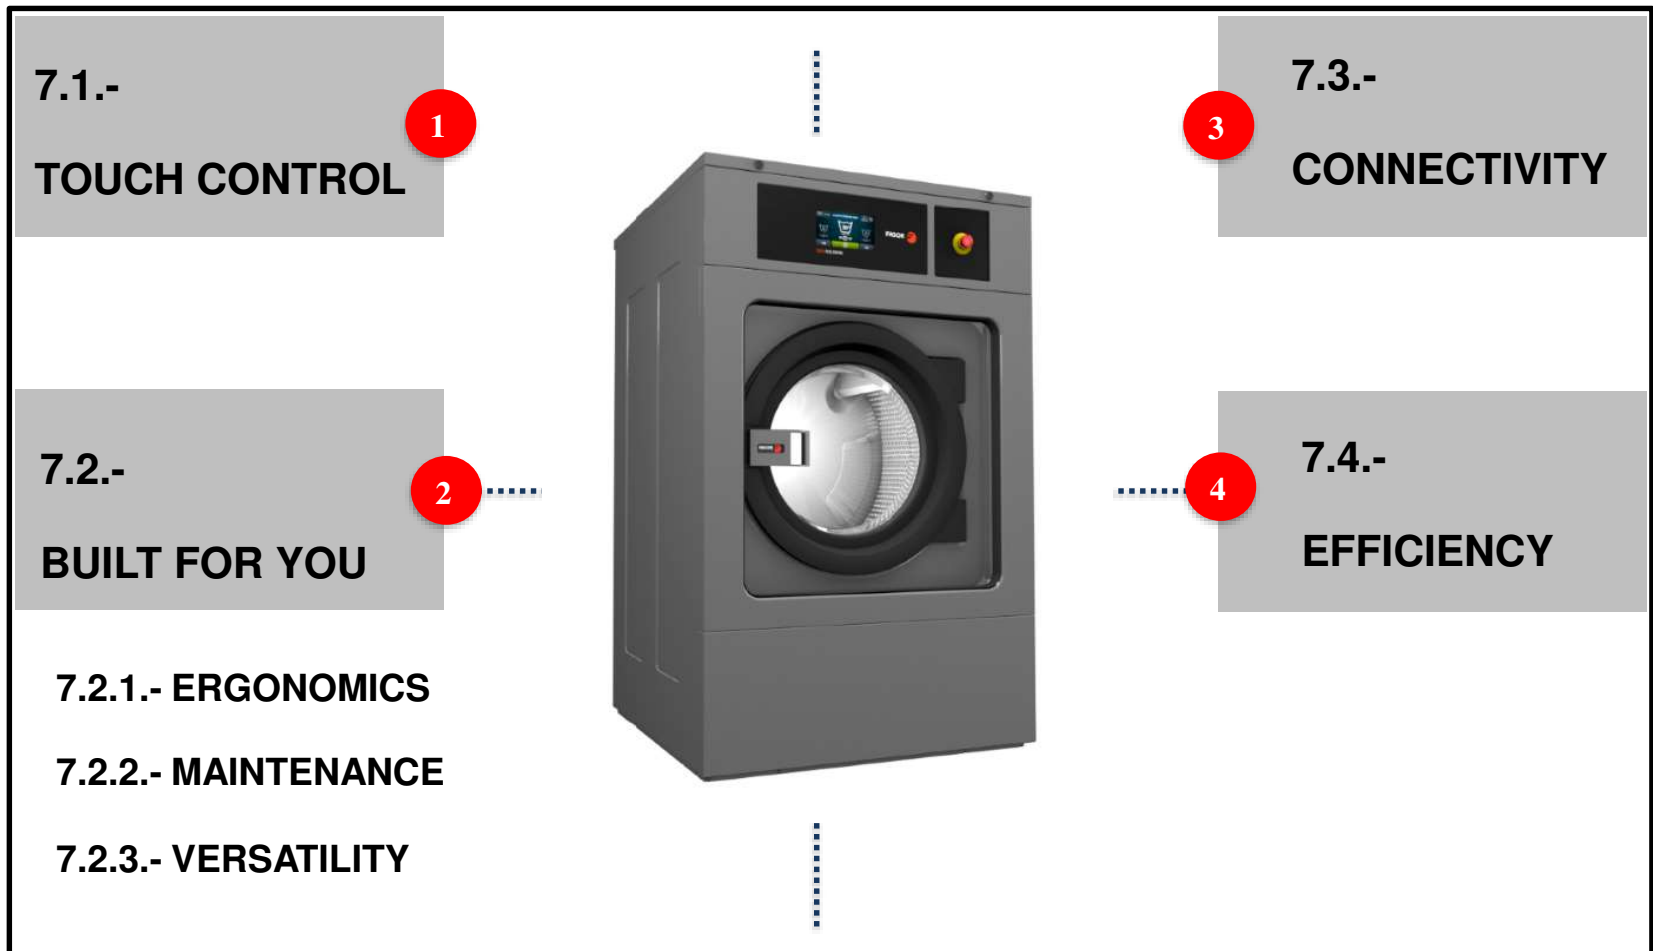 7.1.-
TOUCH CONTROL
1
7.2.-
BUILT FOR YOU
2
7.2.1.- ERGONOMICS
7.2.2.- MAINTENANCE
7.2.3.- VERSATILITY
FAGOR
7.3.-
CONNECTIVITY
3
7.4.-
EFFICIENCY
4